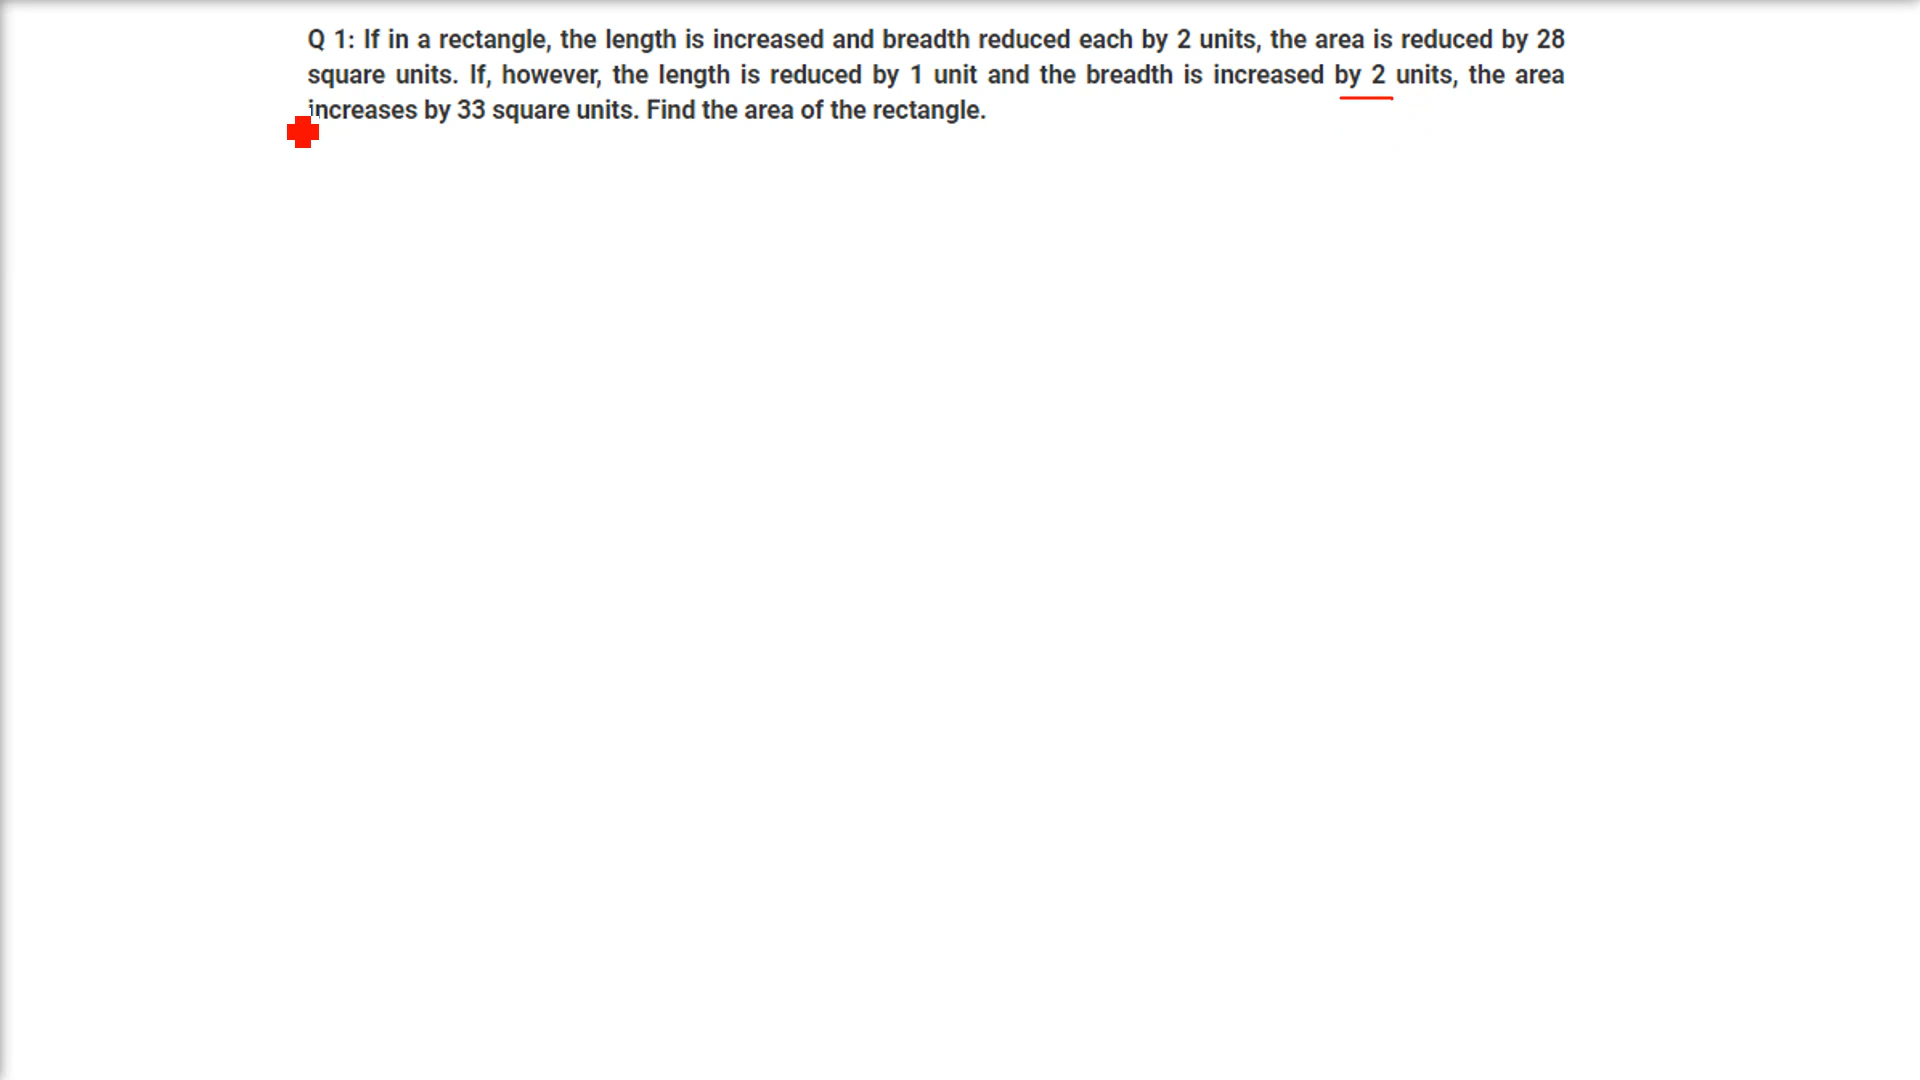 Q 1: If in a rectangle, the length is increased and breadth reduced each by 2 units, the area is reduced by 28
square units. If, however, the length is reduced by 1 unit and the breadth is increased by 2 units, the area
increases by 33 square units. Find the area of the rectangle.